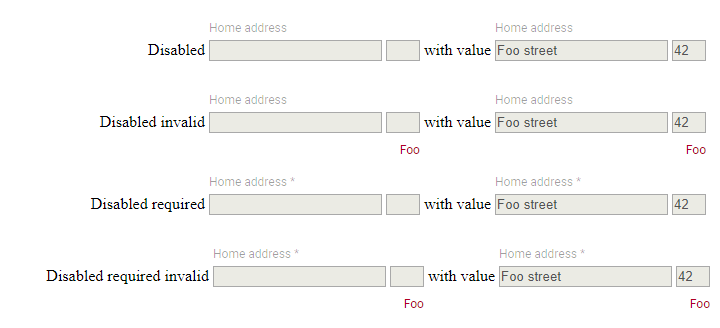 Home address Home address
Disabled with value Foo street 42
Home address Home address
Disabled invalid with value Foo street 42
Foo Foo
Home address * Home address *
Disabled required with value Foo street 42
Home address * Home address *
Disabled required invalid with value Foo street 42
Foo Foo